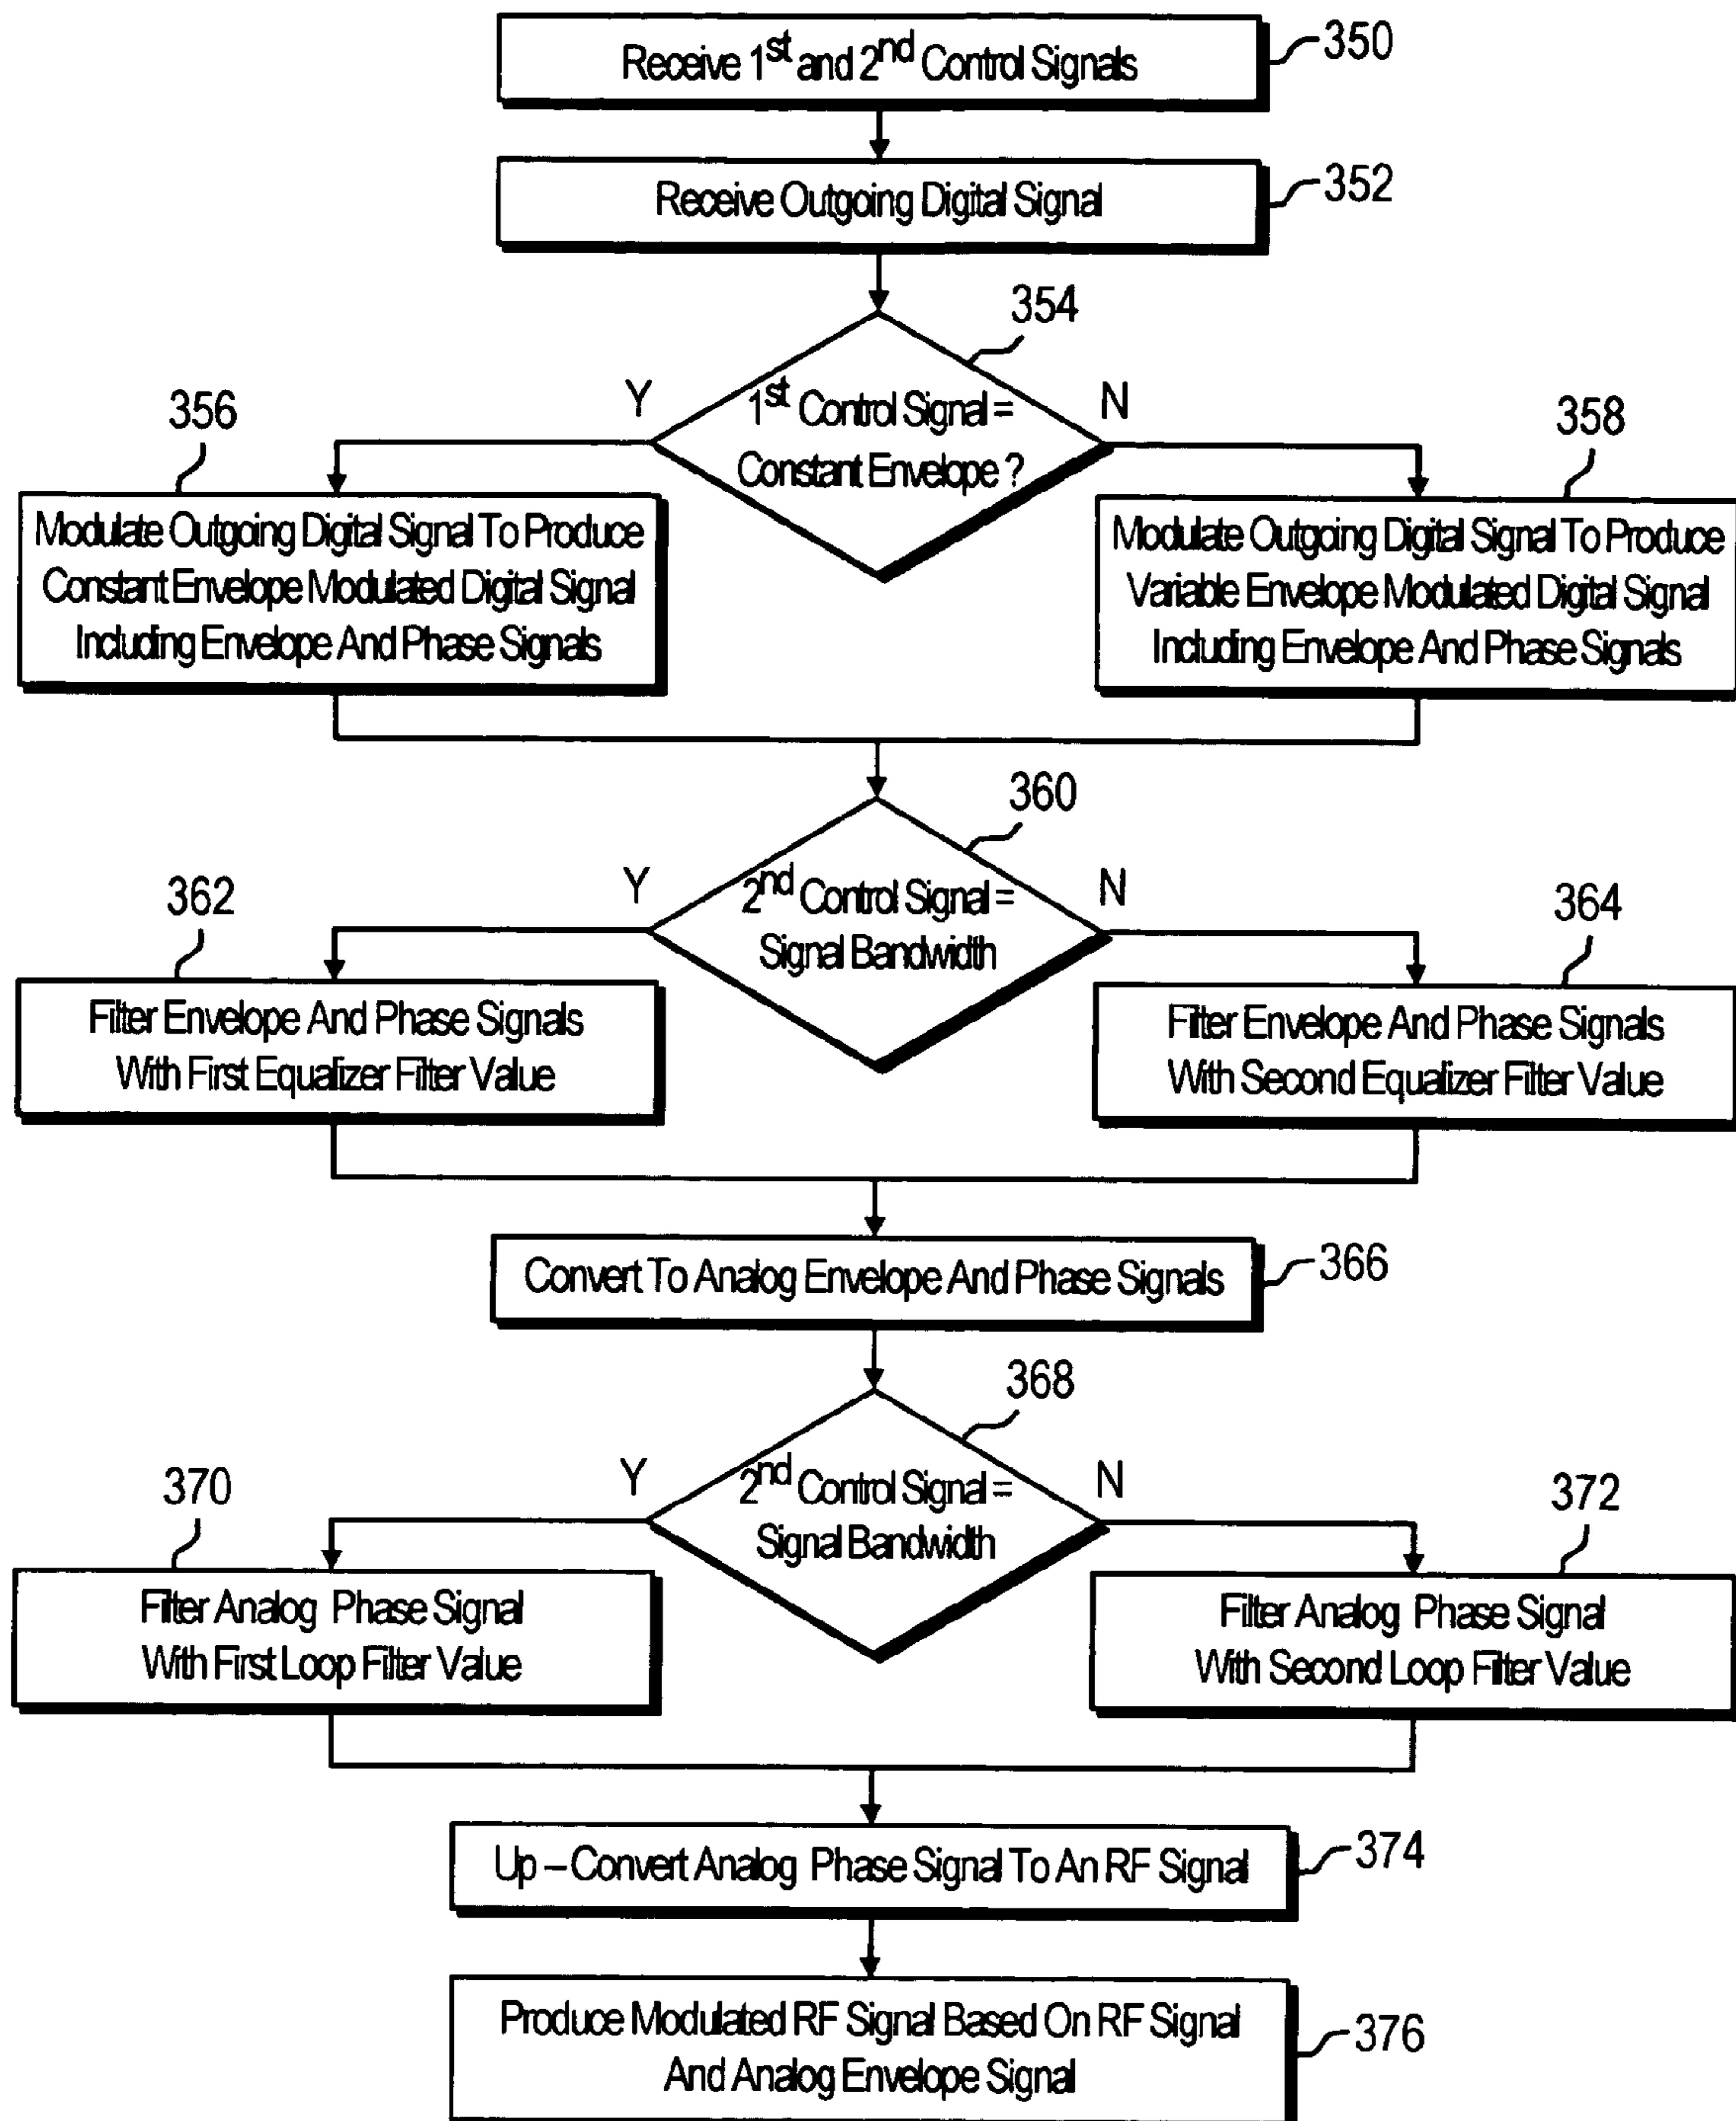 Receive 1st and 2nd Control Signals
350
Receive Outgoing Digital Signal
352
354
1st Control Signal =
Constant Envelope ?
Y
N
356
Modulate Outgoing Digital Signal To Produce
Constant Envelope Modulated Digital Signal
Including Envelope And Phase Signals
358
Modulate Outgoing Digital Signal To Produce
Variable Envelope Modulated Digital Signal
Including Envelope And Phase Signals
360
2nd Control Signal =
Signal Bandwidth
Y
N
362
Filter Envelope And Phase Signals
With First Equalizer Filter Value
364
Filter Envelope And Phase Signals
With Second Equalizer Filter Value
Convert To Analog Envelope And Phase Signals
366
368
2nd Control Signal =
Signal Bandwidth
Y
N
370
Filter Analog Phase Signal
With First Loop Filter Value
372
Filter Analog Phase Signal
With Second Loop Filter Value
Up – Convert Analog Phase Signal To An RF Signal
374
Produce Modulated RF Signal Based On RF Signal
And Analog Envelope Signal
376